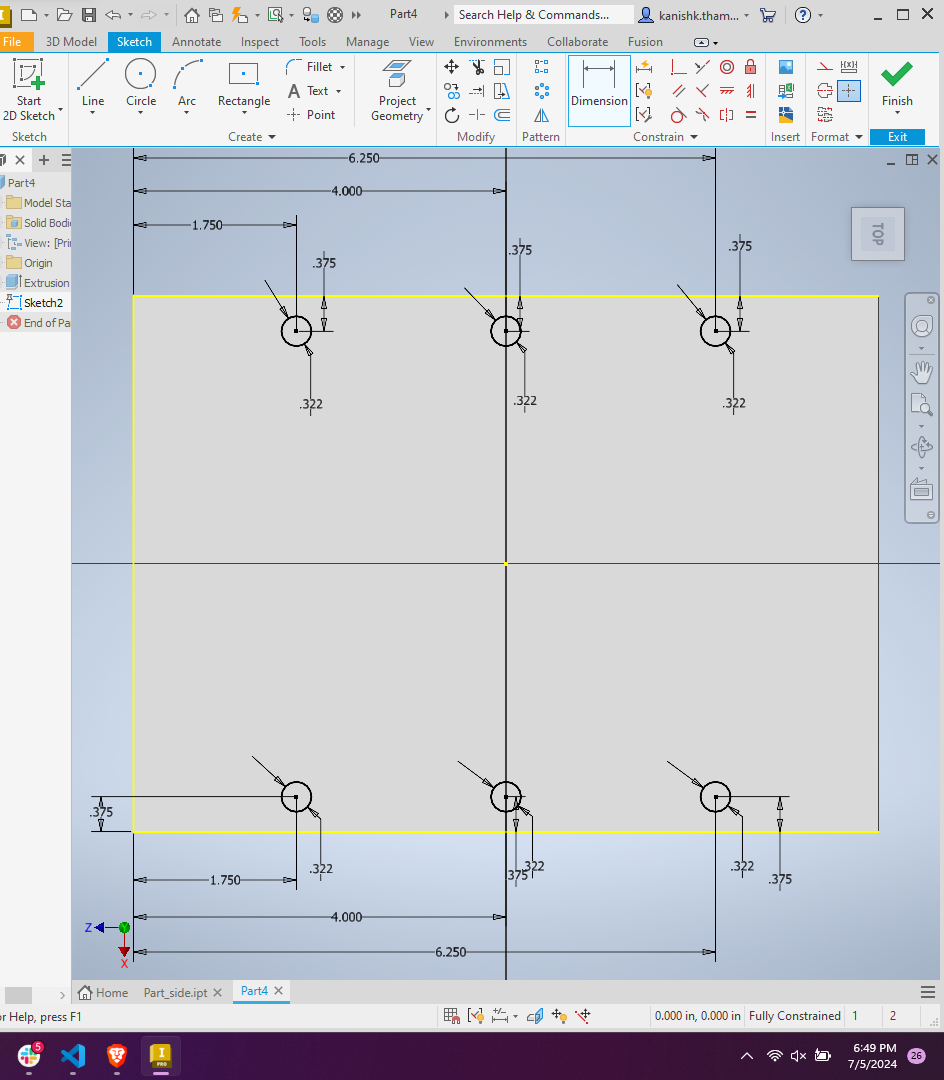 Part4
Search Help & Commands...
kanishk.tham...
File
3D Model
Sketch
Annotate
Inspect
Tools
Manage
View
Environments
Collaborate
Fusion
Start
2D Sketch
Line
Circle
Arc
Rectangle
Fillet
Text
Point
Project
Geometry
Dimension
Finish
Sketch
Create
Modify
Pattern
Constrain
Insert
Format
Exit
Part4
Model Sta
Solid Bodie
View: [Pri
Origin
Extrusion
Sketch2
End of Pa
6.250
4.000
1.750
.375
.375
.375
TOP
.322
.322
.322
.375
.322
.375
.322
.322
.375
1.750
4.000
6.250
Z
X
Home
Part_side.ipt
Part4
or Help, press F1
0.000 in, 0.000 in
Fully Constrained
1
2
5
I
PRO
6:49 PM
7/5/2024
26